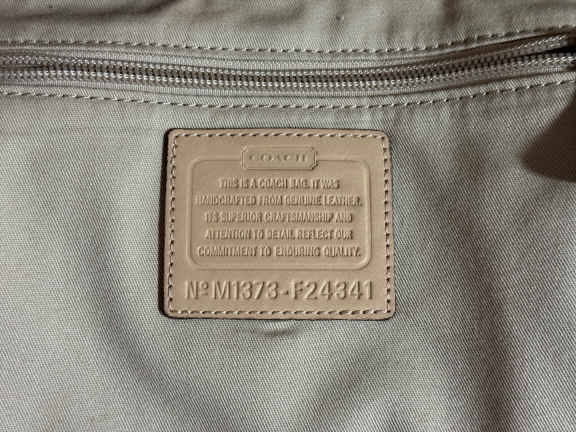 COACH
THIS IS A COACH BAG. IT WAS
HANDCRAFTED FROM GENUINE LEATHER.
ITS SUPERIOR CRAFTSMANSHIP AND
ATTENTION TO DETAIL REFLECT OUR
COMMITMENT TO ENDURING QUALITY.
Nº M1373-F24341